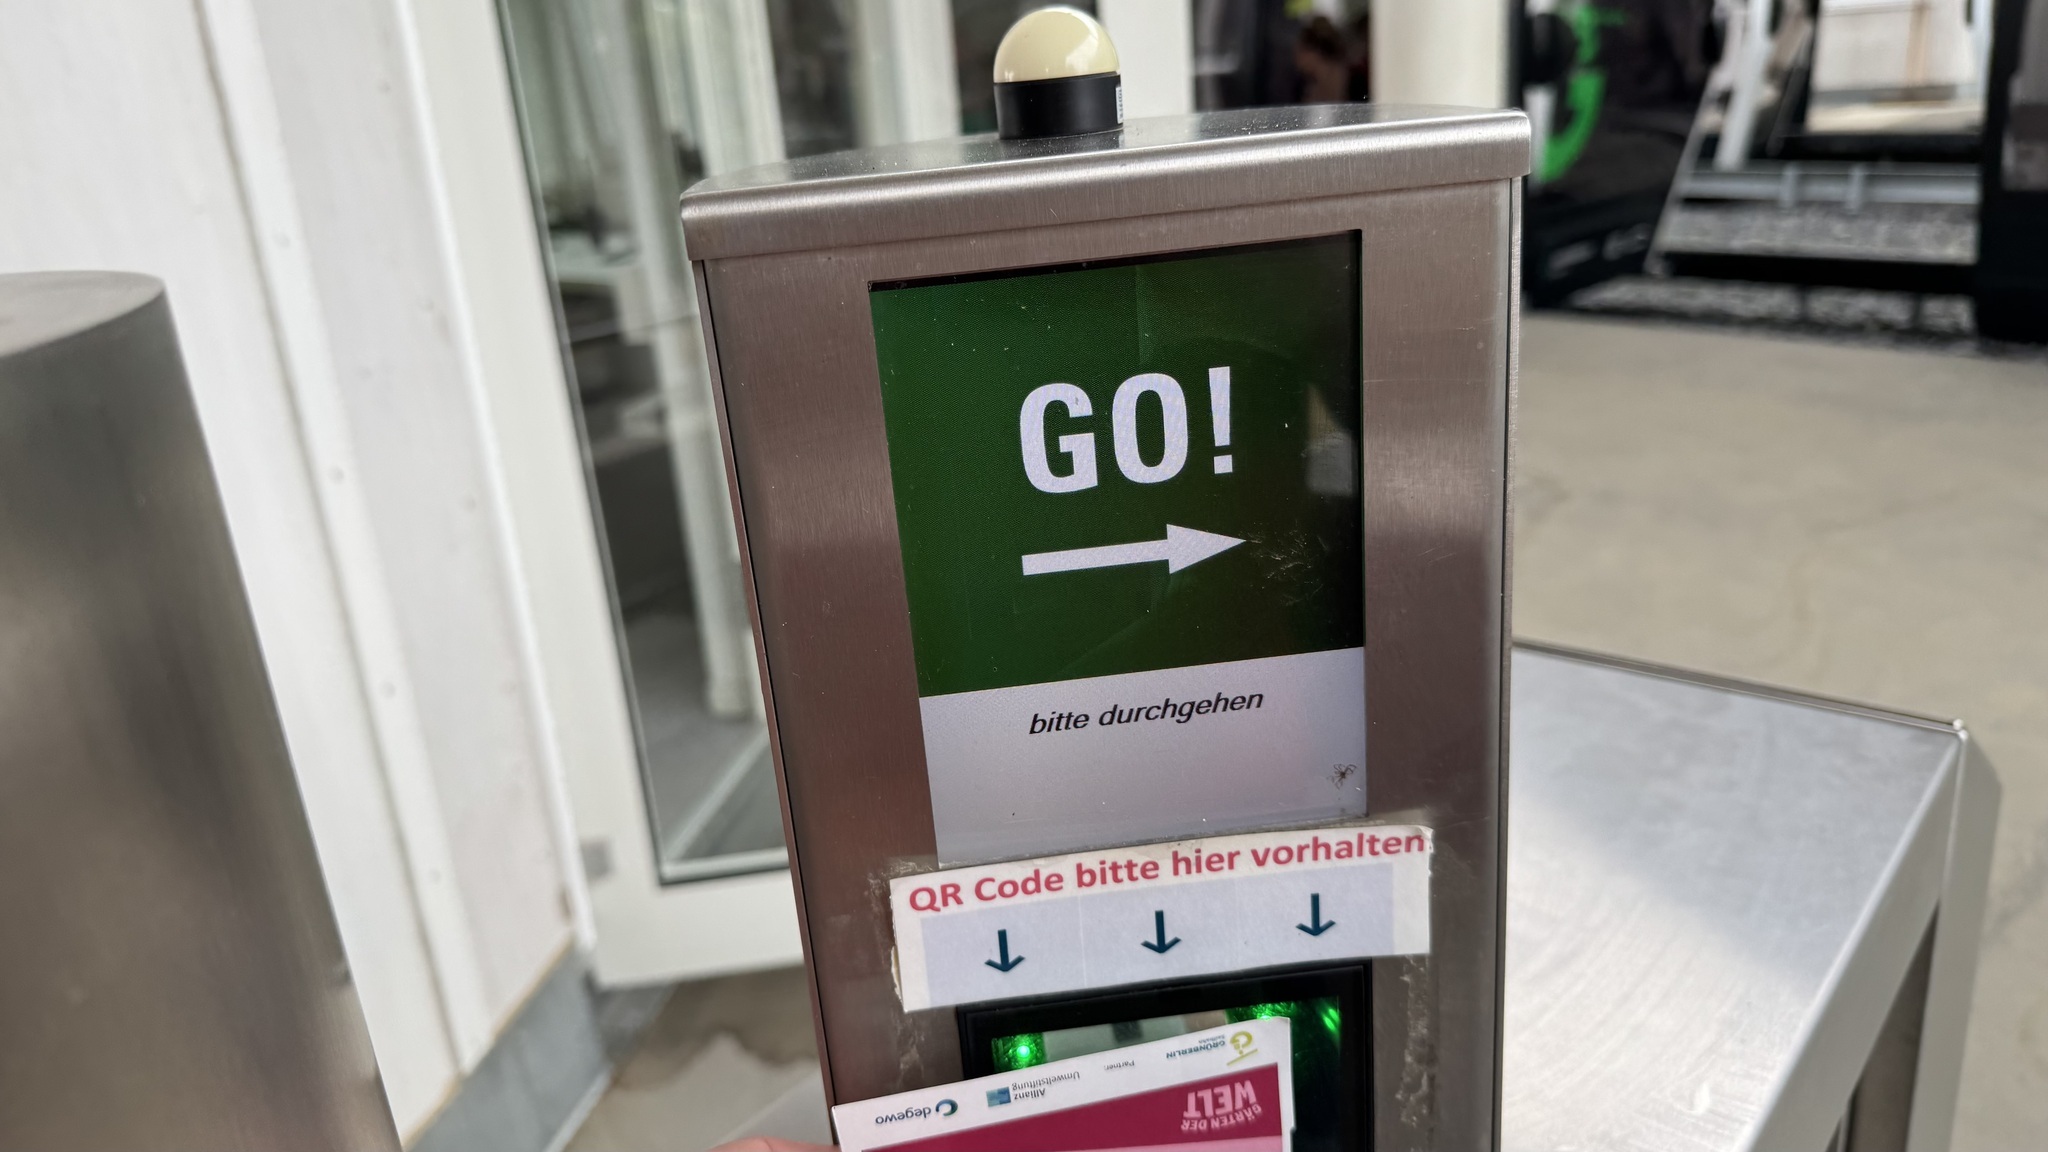 GO!
bitte durchgehen
QR Code bitte hier vorhalten
GRÜNBERLIN
Partner:
Allianz
Umweltstiftung
degewo
GÄRTEN DER
WELT